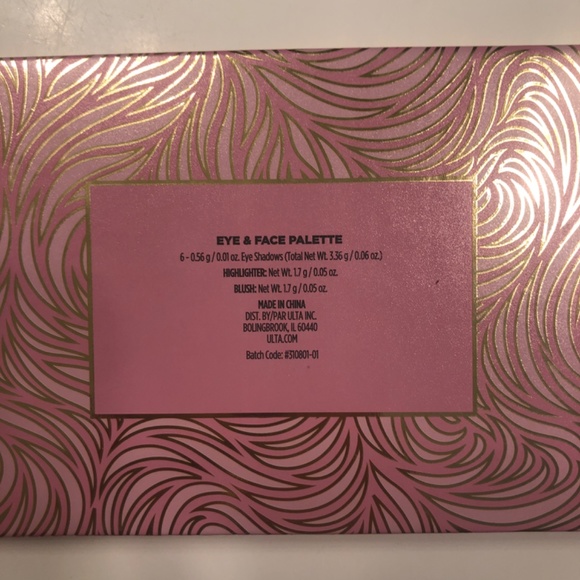 EYE & FACE PALETTE
6 - 0.56 g / 0.01 oz. Eye Shadows (Total Net Wt. 3.36 g / 0.06 oz.)
HIGHLIGHTER: Net Wt. 1.7 g / 0.05 oz.
BLUSH: Net Wt. 1.7 g / 0.05 oz.
MADE IN CHINA
DIST. BY/PAR ULTA INC.
BOLINGBROOK, IL 60440
ULTA.COM
Batch Code: #310801-01